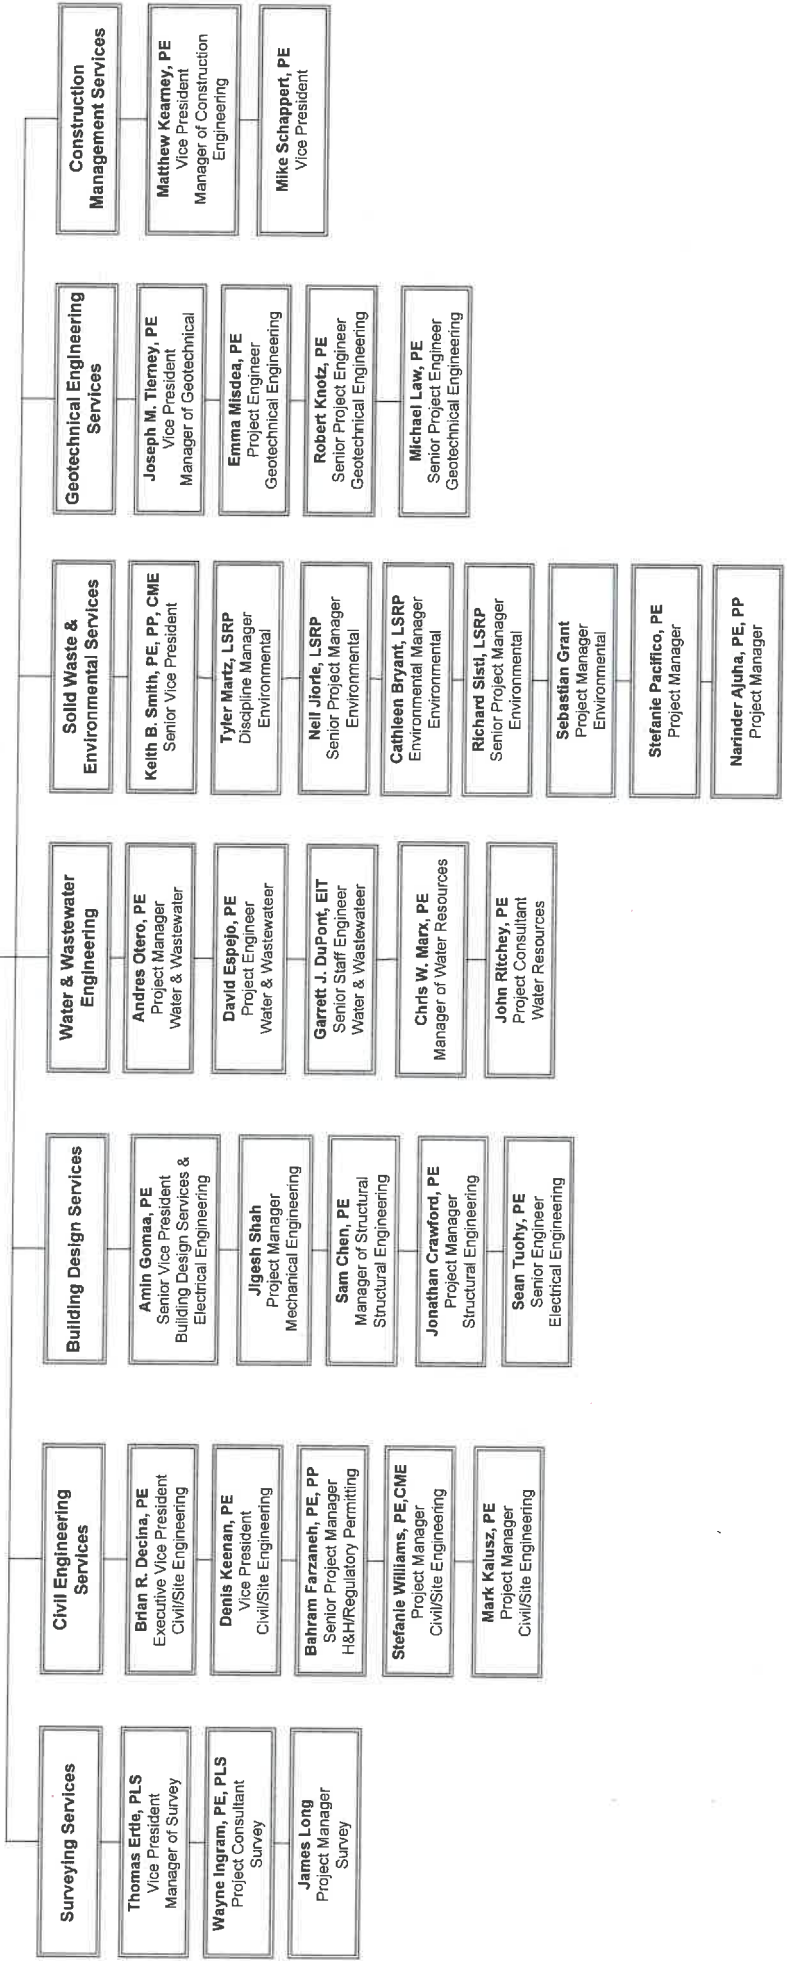 Surveying Services
Thomas Ertle, PLS
Vice President
Manager of Survey
Wayne Ingram, PE, PLS
Project Consultant
Survey
James Long
Project Manager
Survey
Civil Engineering
Services
Brian R. Decina, PE
Executive Vice President
Civil/Site Engineering
Denis Keenan, PE
Vice President
Civil/Site Engineering
Bahram Farzaneh, PE, PP
Senior Project Manager
H&H/Regulatory Permitting
Stefanie Williams, PE,CME
Project Manager
Civil/Site Engineering
Mark Kalusz, PE
Project Manager
Civil/Site Engineering
Building Design Services
Amin Gomaa, PE
Senior Vice President
Building Design Services &
Electrical Engineering
Jigesh Shah
Project Manager
Mechanical Engineering
Sam Chen, PE
Manager of Structural
Structural Engineering
Jonathan Crawford, PE
Project Manager
Structural Engineering
Sean Tuohy, PE
Senior Engineer
Electrical Engineering
Water & Wastewater
Engineering
Andres Otero, PE
Project Manager
Water & Wastewater
David Espejo, PE
Project Engineer
Water & Wastewateer
Garrett J. DuPont, EIT
Senior Staff Engineer
Water & Wastewateer
Chris W. Marx, PE
Manager of Water Resources
John Ritchey, PE
Project Consultant
Water Resources
Solid Waste &
Environmental Services
Keith B. Smith, PE, PP, CME
Senior Vice President
Tyler Martz, LSRP
Discipline Manager
Environmental
Neil Jiorle, LSRP
Senior Project Manager
Environmental
Cathleen Bryant, LSRP
Environmental Manager
Environmental
Richard Sisti, LSRP
Senior Project Manager
Environmental
Sebastian Grant
Project Manager
Environmental
Stefanie Pacifico, PE
Project Manager
Narinder Ajuha, PE, PP
Project Manager
Geotechnical Engineering
Services
Joseph M. Tierney, PE
Vice President
Manager of Geotechnical
Emma Misdea, PE
Project Engineer
Geotechnical Engineering
Robert Knotz, PE
Senior Project Engineer
Geotechnical Engineering
Michael Law, PE
Senior Project Engineer
Geotechnical Engineering
Construction
Management Services
Matthew Kearney, PE
Vice President
Manager of Construction
Engineering
Mike Schappert, PE
Vice President